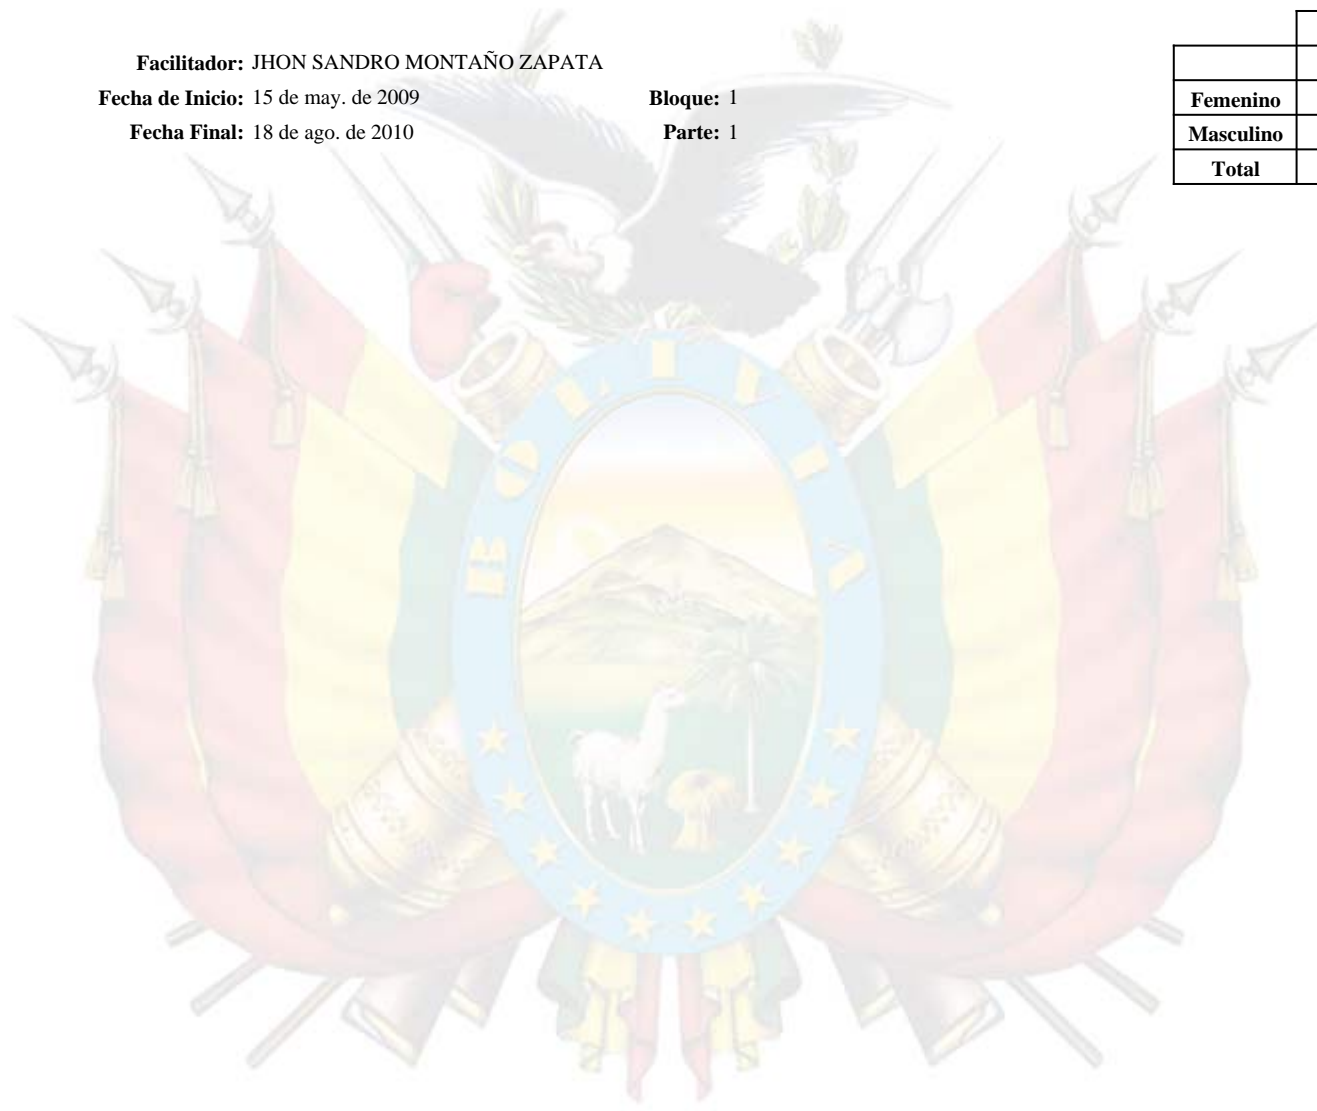 Facilitador: JHON SANDRO MONTAÑO ZAPATA
Fecha de Inicio: 15 de may. de 2009 Bloque: 1
Fecha Final: 18 de ago. de 2010 Parte: 1
Femenino
Masculino
Total
BOLIVIA